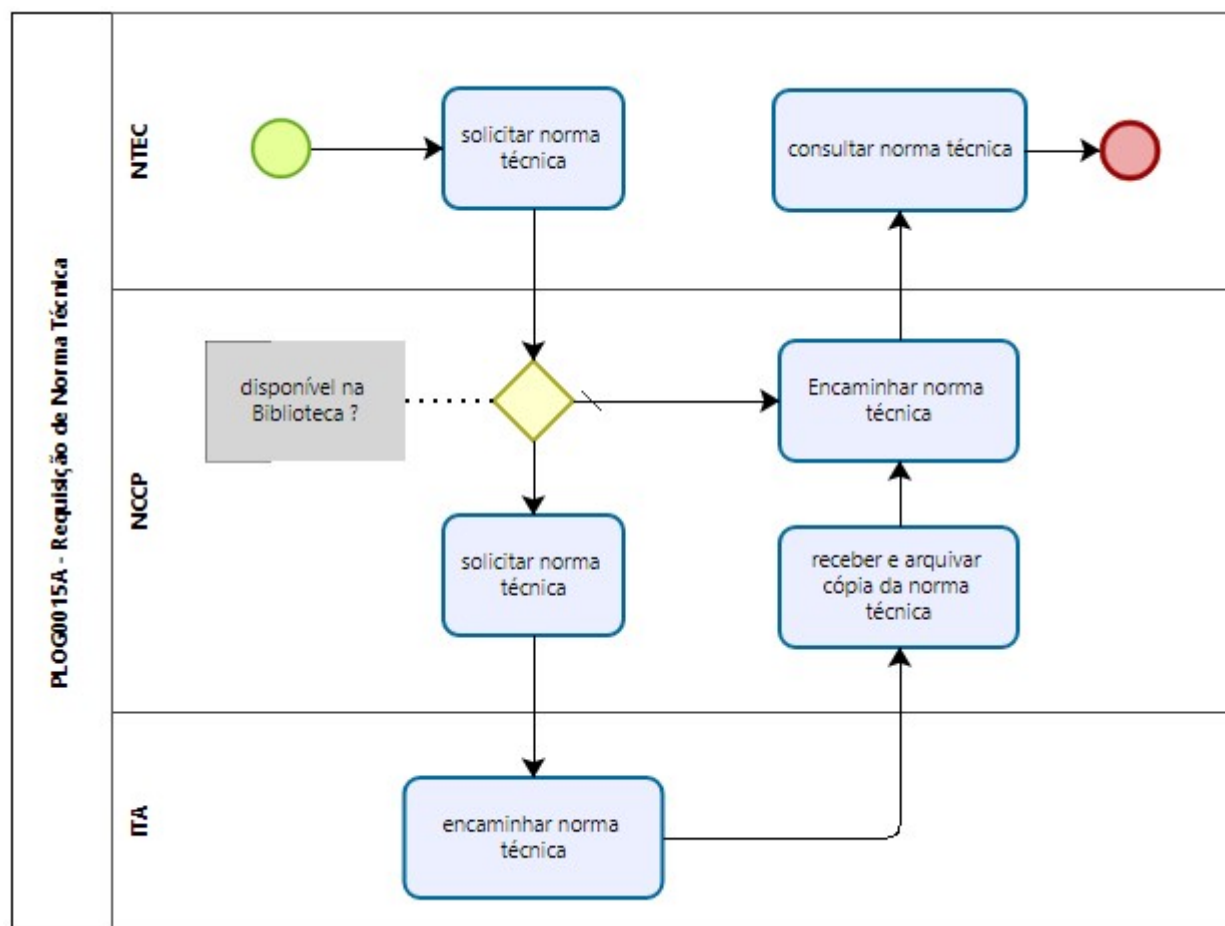 PLOG0015A - Requisição de Norma Técnica
NTEC
solicitar norma
técnica
consultar norma técnica
NCCP
disponível na
Biblioteca ?
Encaminhar norma
técnica
solicitar norma
técnica
receber e arquivar
cópia da norma
técnica
ITA
encaminhar norma
técnica